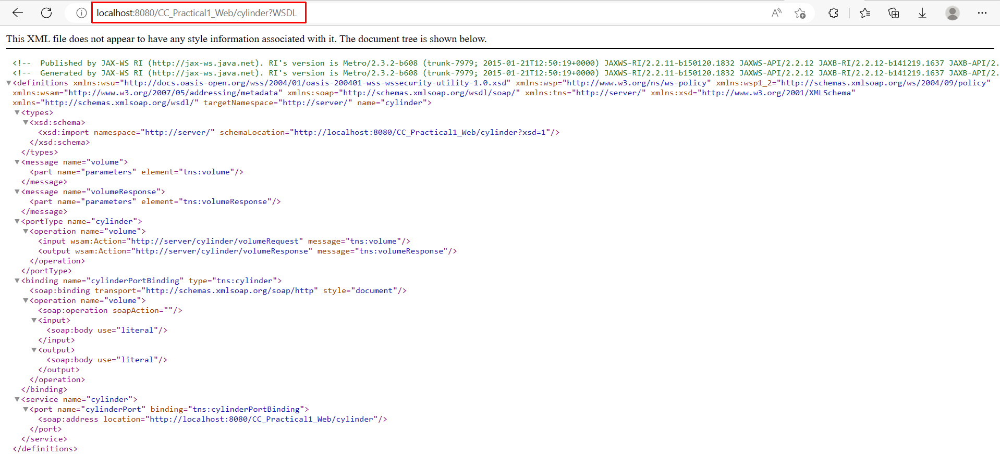 localhost:8080/CC_Practical1_Web/cylinder?WSDL
This XML file does not appear to have any style information associated with it. The document tree is shown below.
<!-- Published by JAX-WS RI (http://jax-ws.java.net). RI's version is Metro/2.3.2-b608 (trunk-7979; 2015-01-21T12:50:19+0000) JAXWS-RI/2.2.11-b150120.1832 JAXWS-API/2.2.12 JAXB-RI/2.2.12-b141219.1637 JAXB-API/2.
<!-- Generated by JAX-WS RI (http://jax-ws.java.net). RI's version is Metro/2.3.2-b608 (trunk-7979; 2015-01-21T12:50:19+0000) JAXWS-RI/2.2.11-b150120.1832 JAXWS-API/2.2.12 JAXB-RI/2.2.12-b141219.1637 JAXB-API/2.
<definitions xmlns:wsu="http://docs.oasis-open.org/wss/2004/01/oasis-200401-wss-wssecurity-utility-1.0.xsd" xmlns:wsp="http://www.w3.org/ns/ws-policy" xmlns:wsp1_2="http://schemas.xmlsoap.org/ws/2004/09/policy"
xmlns:wsam="http://www.w3.org/2007/05/addressing/metadata" xmlns:soap="http://schemas.xmlsoap.org/wsdl/soap/" xmlns:tns="http://server/" xmlns:xsd="http://www.w3.org/2001/XMLSchema"
xmlns="http://schemas.xmlsoap.org/wsdl/" targetNamespace="http://server/" name="cylinder">
<types>
<xsd:schema>
<xsd:import namespace="http://server/" schemaLocation="http://localhost:8080/CC_Practical1_Web/cylinder?xsd=1"/>
</xsd:schema>
</types>
<message name="volume">
<part name="parameters" element="tns:volume"/>
</message>
<message name="volumeResponse">
<part name="parameters" element="tns:volumeResponse"/>
</message>
<portType name="cylinder">
<operation name="volume">
<input wsam:Action="http://server/cylinder/volumeRequest" message="tns:volume"/>
<output wsam:Action="http://server/cylinder/volumeResponse" message="tns:volumeResponse"/>
</operation>
</portType>
<binding name="cylinderPortBinding" type="tns:cylinder">
<soap:binding transport="http://schemas.xmlsoap.org/soap/http" style="document"/>
<operation name="volume">
<soap:operation soapAction=""/>
<input>
<soap:body use="literal"/>
</input>
<output>
<soap:body use="literal"/>
</output>
</operation>
</binding>
<service name="cylinder">
<port name="cylinderPort" binding="tns:cylinderPortBinding">
<soap:address location="http://localhost:8080/CC_Practical1_Web/cylinder"/>
</port>
</service>
</definitions>